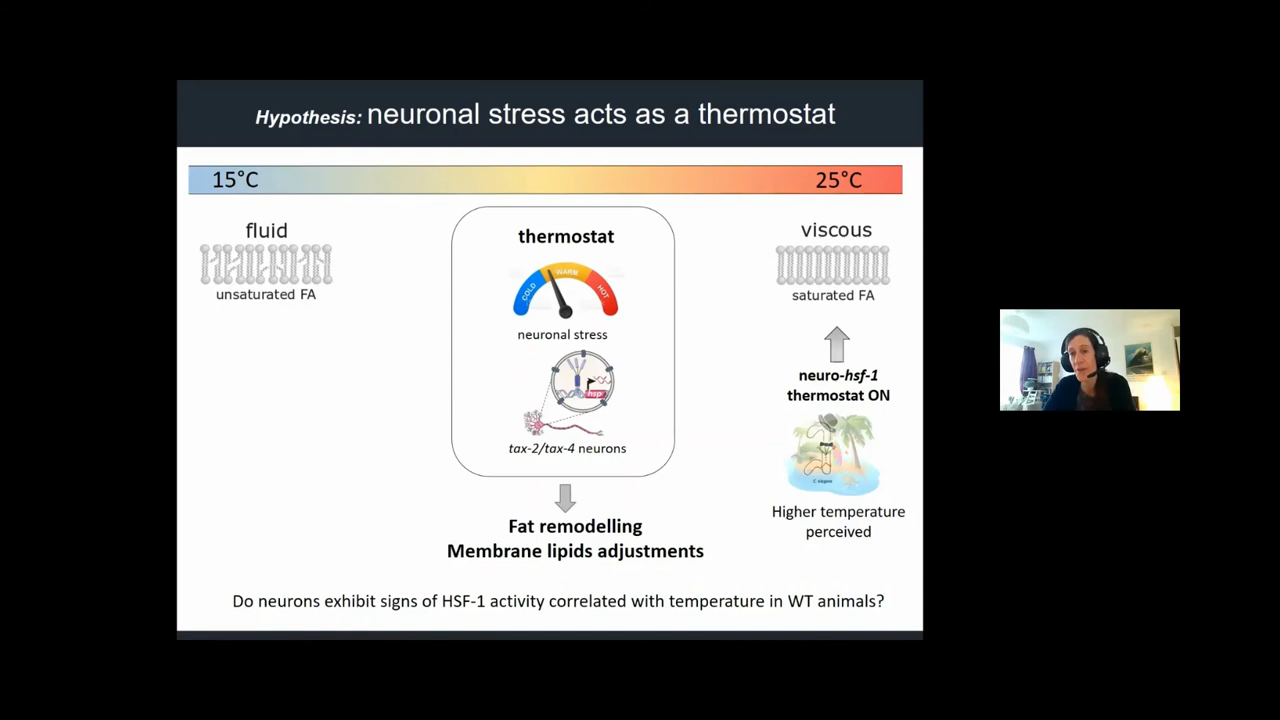 Hypothesis: neuronal stress acts as a thermostat
15°C
25°C
fluid
unsaturated FA
thermostat
COLD
WARM
HOT
neuronal stress
hsp
tax-2/tax-4 neurons
Fat remodelling
Membrane lipids adjustments
viscous
saturated FA
neuro-hsf-1
thermostat ON
C. elegans
Higher temperature
perceived
Do neurons exhibit signs of HSF-1 activity correlated with temperature in WT animals?